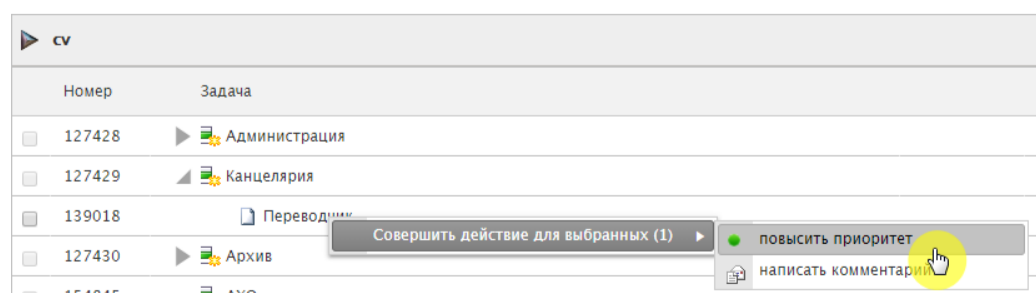 cv
Номер Задача
127428 Администрация
127429 Канцелярия
139018 Переводчик
Совершить действие для выбранных (1)
повысить приоритет
127430 Архив
написать комментарий